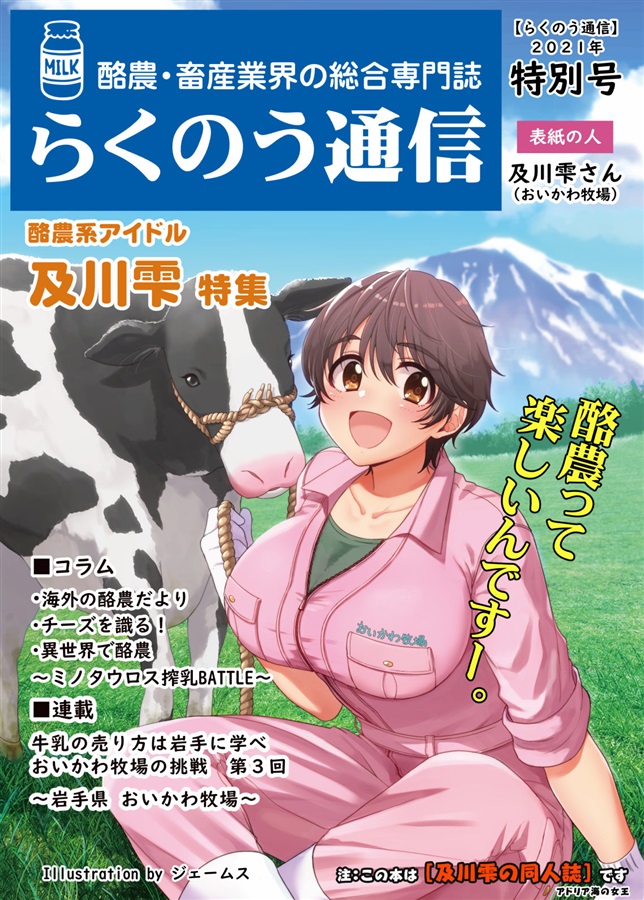 MILK
酪農・畜産業界の総合専門誌
らくのう通信
【らくのう通信】
2021年
特別号
表紙の人
及川雫さん
(おいかわ牧場)
酪農系アイドル
及川雫 特集
酪農って
楽しいんですー。
おいかわ牧場
■コラム
・海外の酪農だより
・チーズを識る!
・異世界で酪農
～ミノタウロス搾乳BATTLE～
■連載
牛乳の売り方は岩手に学べ
おいかわ牧場の挑戦 第3回
～岩手県 おいかわ牧場～
Illustration by ジェームス
注:この本は【及川雫の同人誌】です
アドリア海の女王